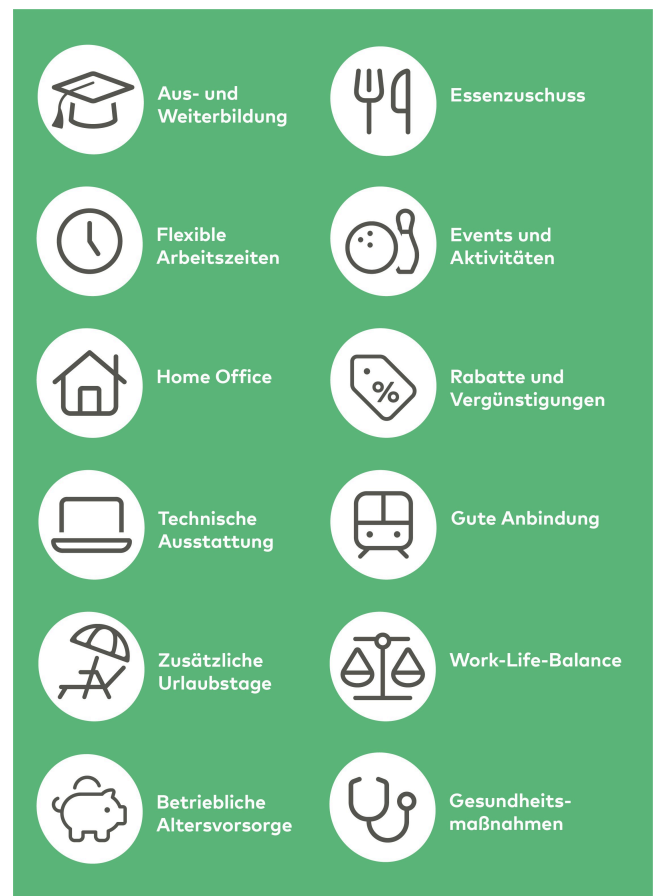 Aus- und
Weiterbildung
Essenzuschuss
Flexible
Arbeitszeiten
Events und
Aktivitäten
Home Office
%
Rabatte und
Vergünstigungen
Technische
Ausstattung
Gute Anbindung
Zusätzliche
Urlaubstage
Work-Life-Balance
Betriebliche
Altersvorsorge
Gesundheits-
maßnahmen